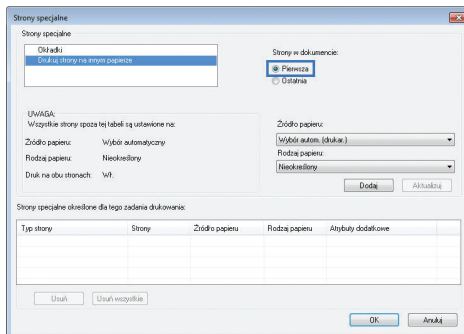 Strony specjalne
Strony specjalne
Okładki
Drukuj strony na innym papierze
Strony w dokumencie:
Pierwsza
Ostatnia
UWAGA:
Wszystkie strony spoza tej tabeli są ustawione na:
Źródło papieru: Wybór automatyczny
Rodzaj papieru: Nieokreślony
Druk na obu stronach: Wł.
Źródło papieru:
Wybór autom. (drukar.)
Rodzaj papieru:
Nieokreślony
Dodaj Aktualizuj
Strony specjalne określone dla tego zadania drukowania:
Typ strony Strony Źródło papieru Rodzaj papieru Atrybuty dodatkowe
Usuń Usuń wszystkie
OK Anuluj